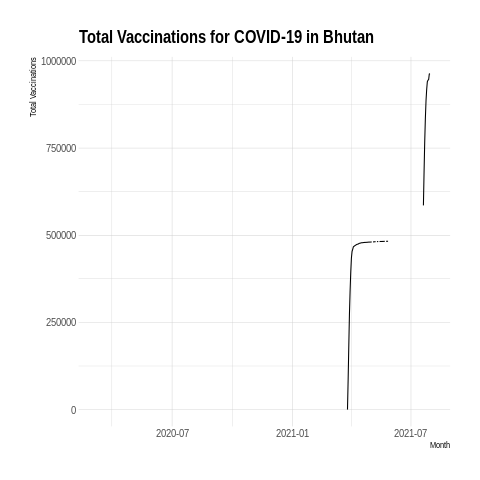 Total Vaccinations for COVID-19 in Bhutan
Total Vaccinations
1000000
750000
500000
250000
0
2020-07
2021-01
2021-07
Month